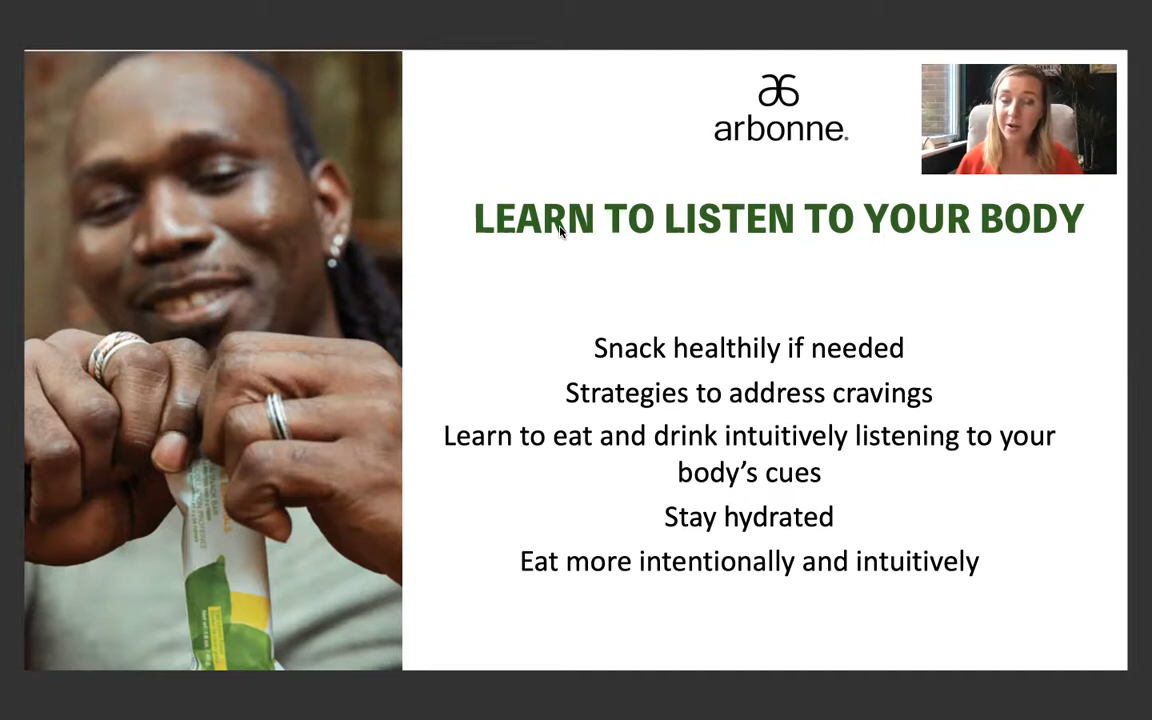 arbonne.
LEARN TO LISTEN TO YOUR BODY
Snack healthily if needed
Strategies to address cravings
Learn to eat and drink intuitively listening to your
body’s cues
Stay hydrated
Eat more intentionally and intuitively